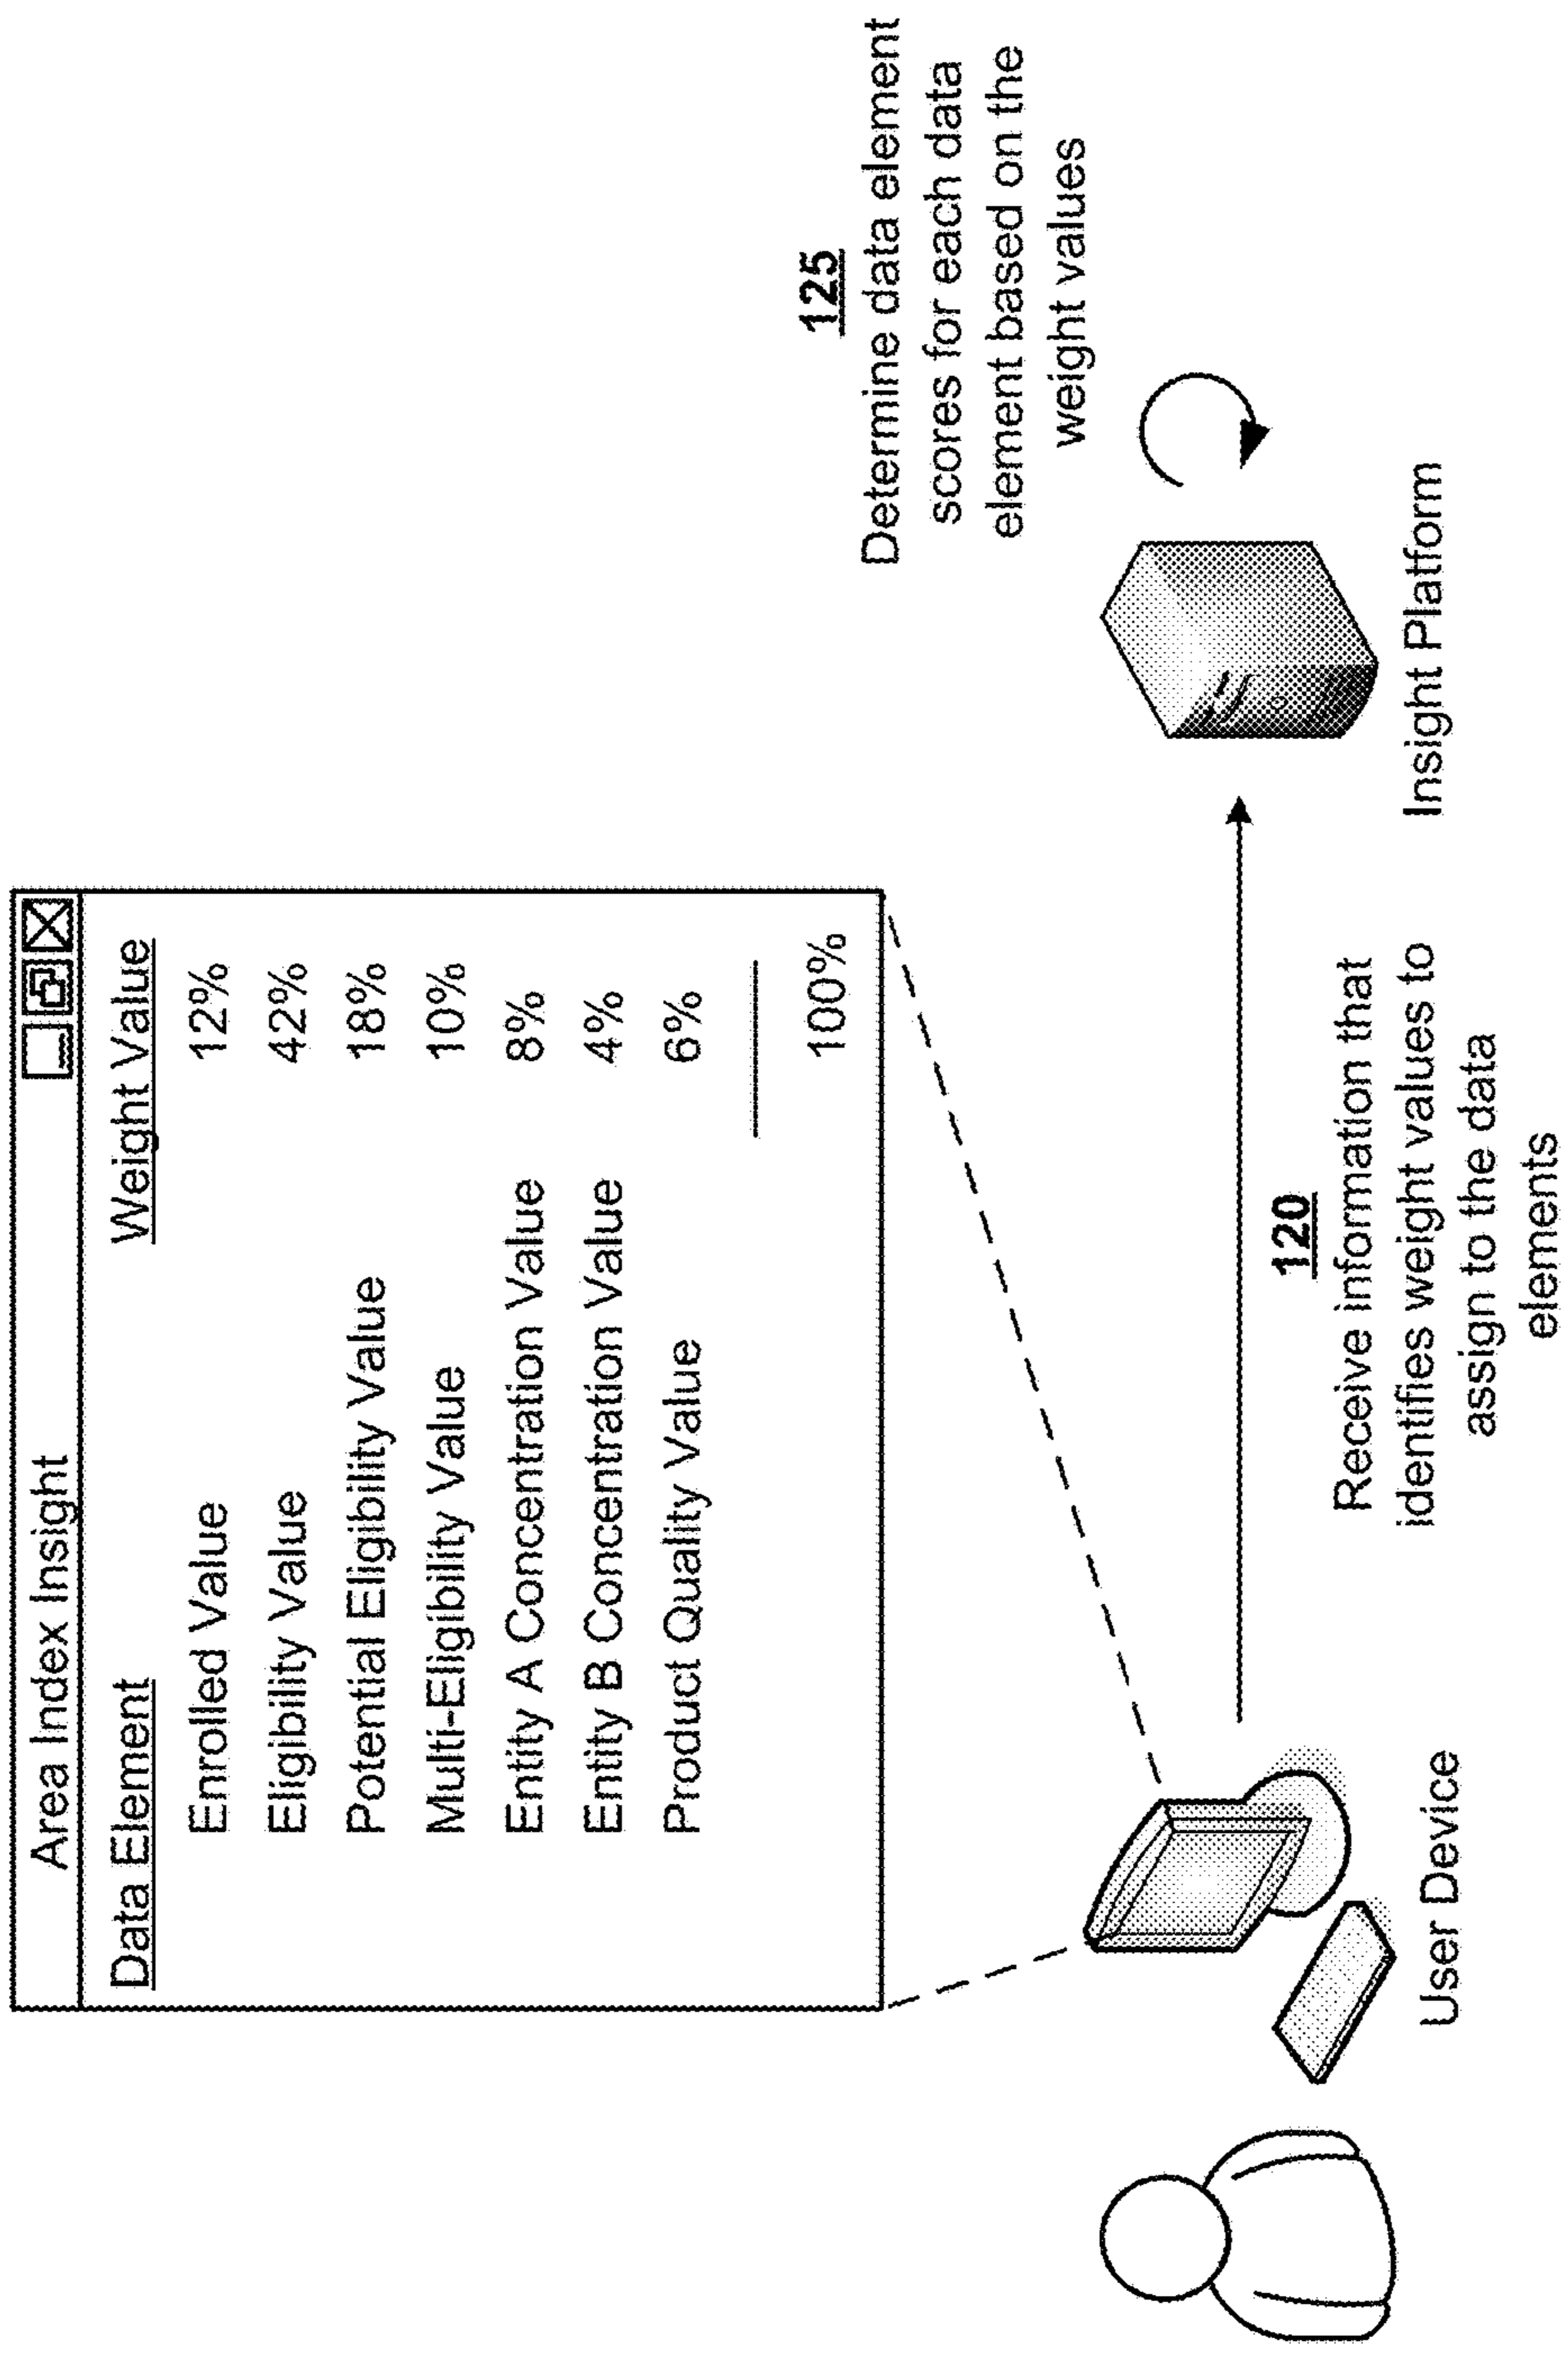 Area Index Insight
Data Element Weight Value
Enrolled Value 12%
Eligibility Value 42%
Potential Eligibility Value 18%
Multi-Eligibility Value 10%
Entity A Concentration Value 8%
Entity B Concentration Value 4%
Product Quality Value 6%
100%
125
Determine data element
scores for each data
element based on the
weight values
120
Receive information that
identifies weight values to
assign to the data
elements
User Device
Insight Platform